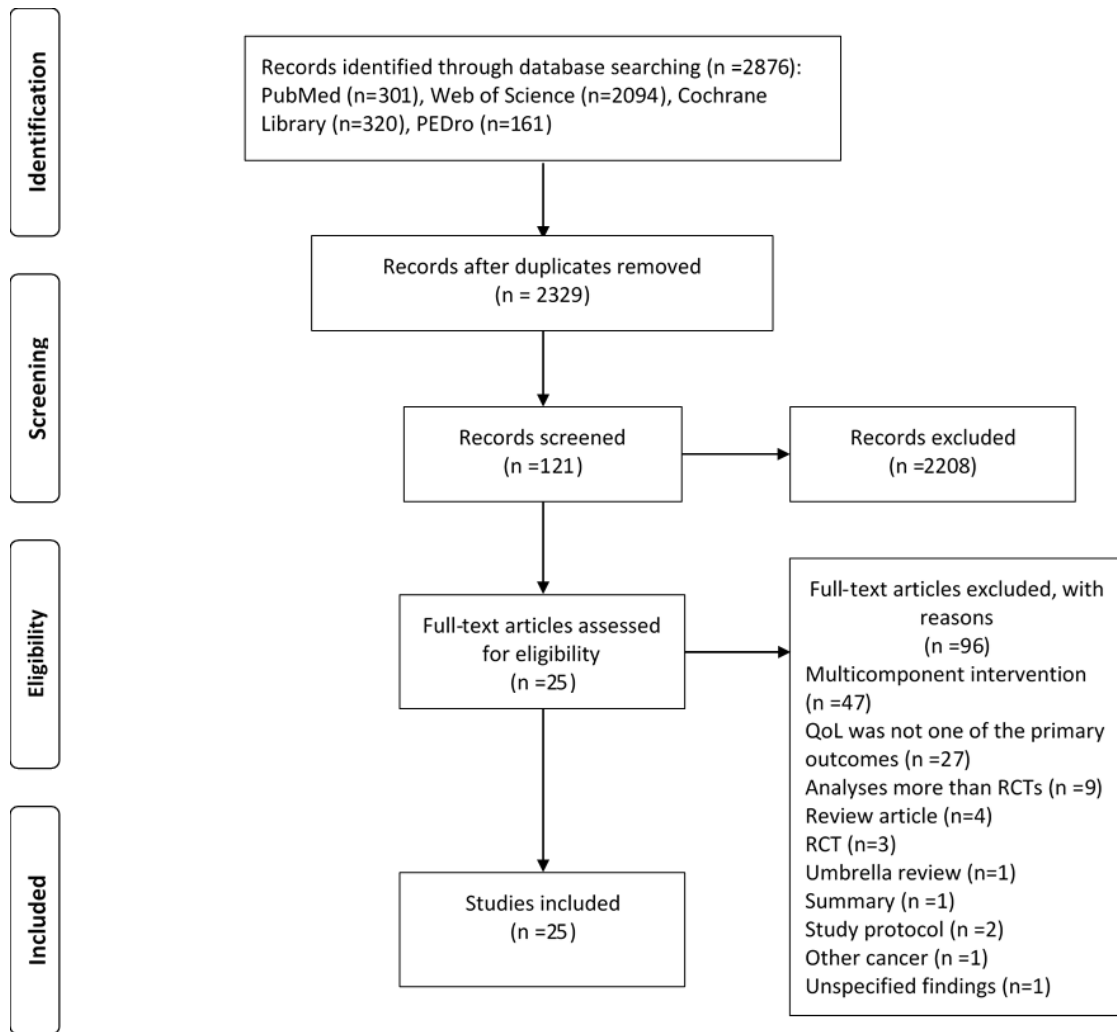 Identification
Records identified through database searching (n =2876):
PubMed (n=301), Web of Science (n=2094), Cochrane
Library (n=320), PEDro (n=161)
Records after duplicates removed
(n = 2329)
Screening
Records screened
(n =121)
Records excluded
(n =2208)
Eligibility
Full-text articles assessed
for eligibility
(n =25)
Full-text articles excluded, with
reasons
(n =96)
Multicomponent intervention
(n =47)
QoL was not one of the primary
outcomes (n =27)
Analyses more than RCTs (n =9)
Review article (n=4)
RCT (n=3)
Umbrella review (n=1)
Summary (n =1)
Study protocol (n =2)
Other cancer (n =1)
Unspecified findings (n=1)
Included
Studies included
(n =25)